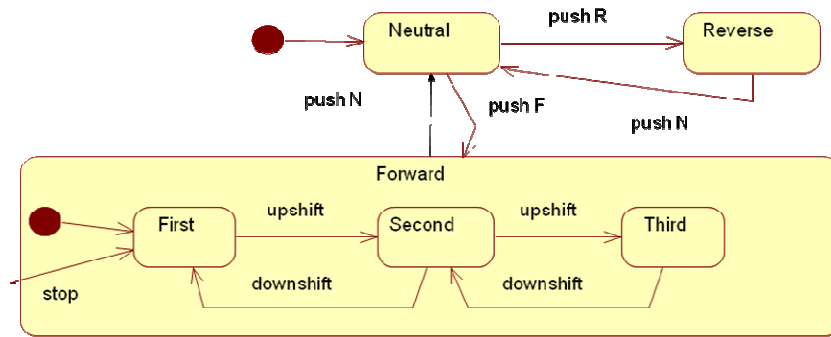 push R
Neutral
Reverse
push N
push F
push N
Forward
First
upshift
Second
upshift
Third
downshift
downshift
stop